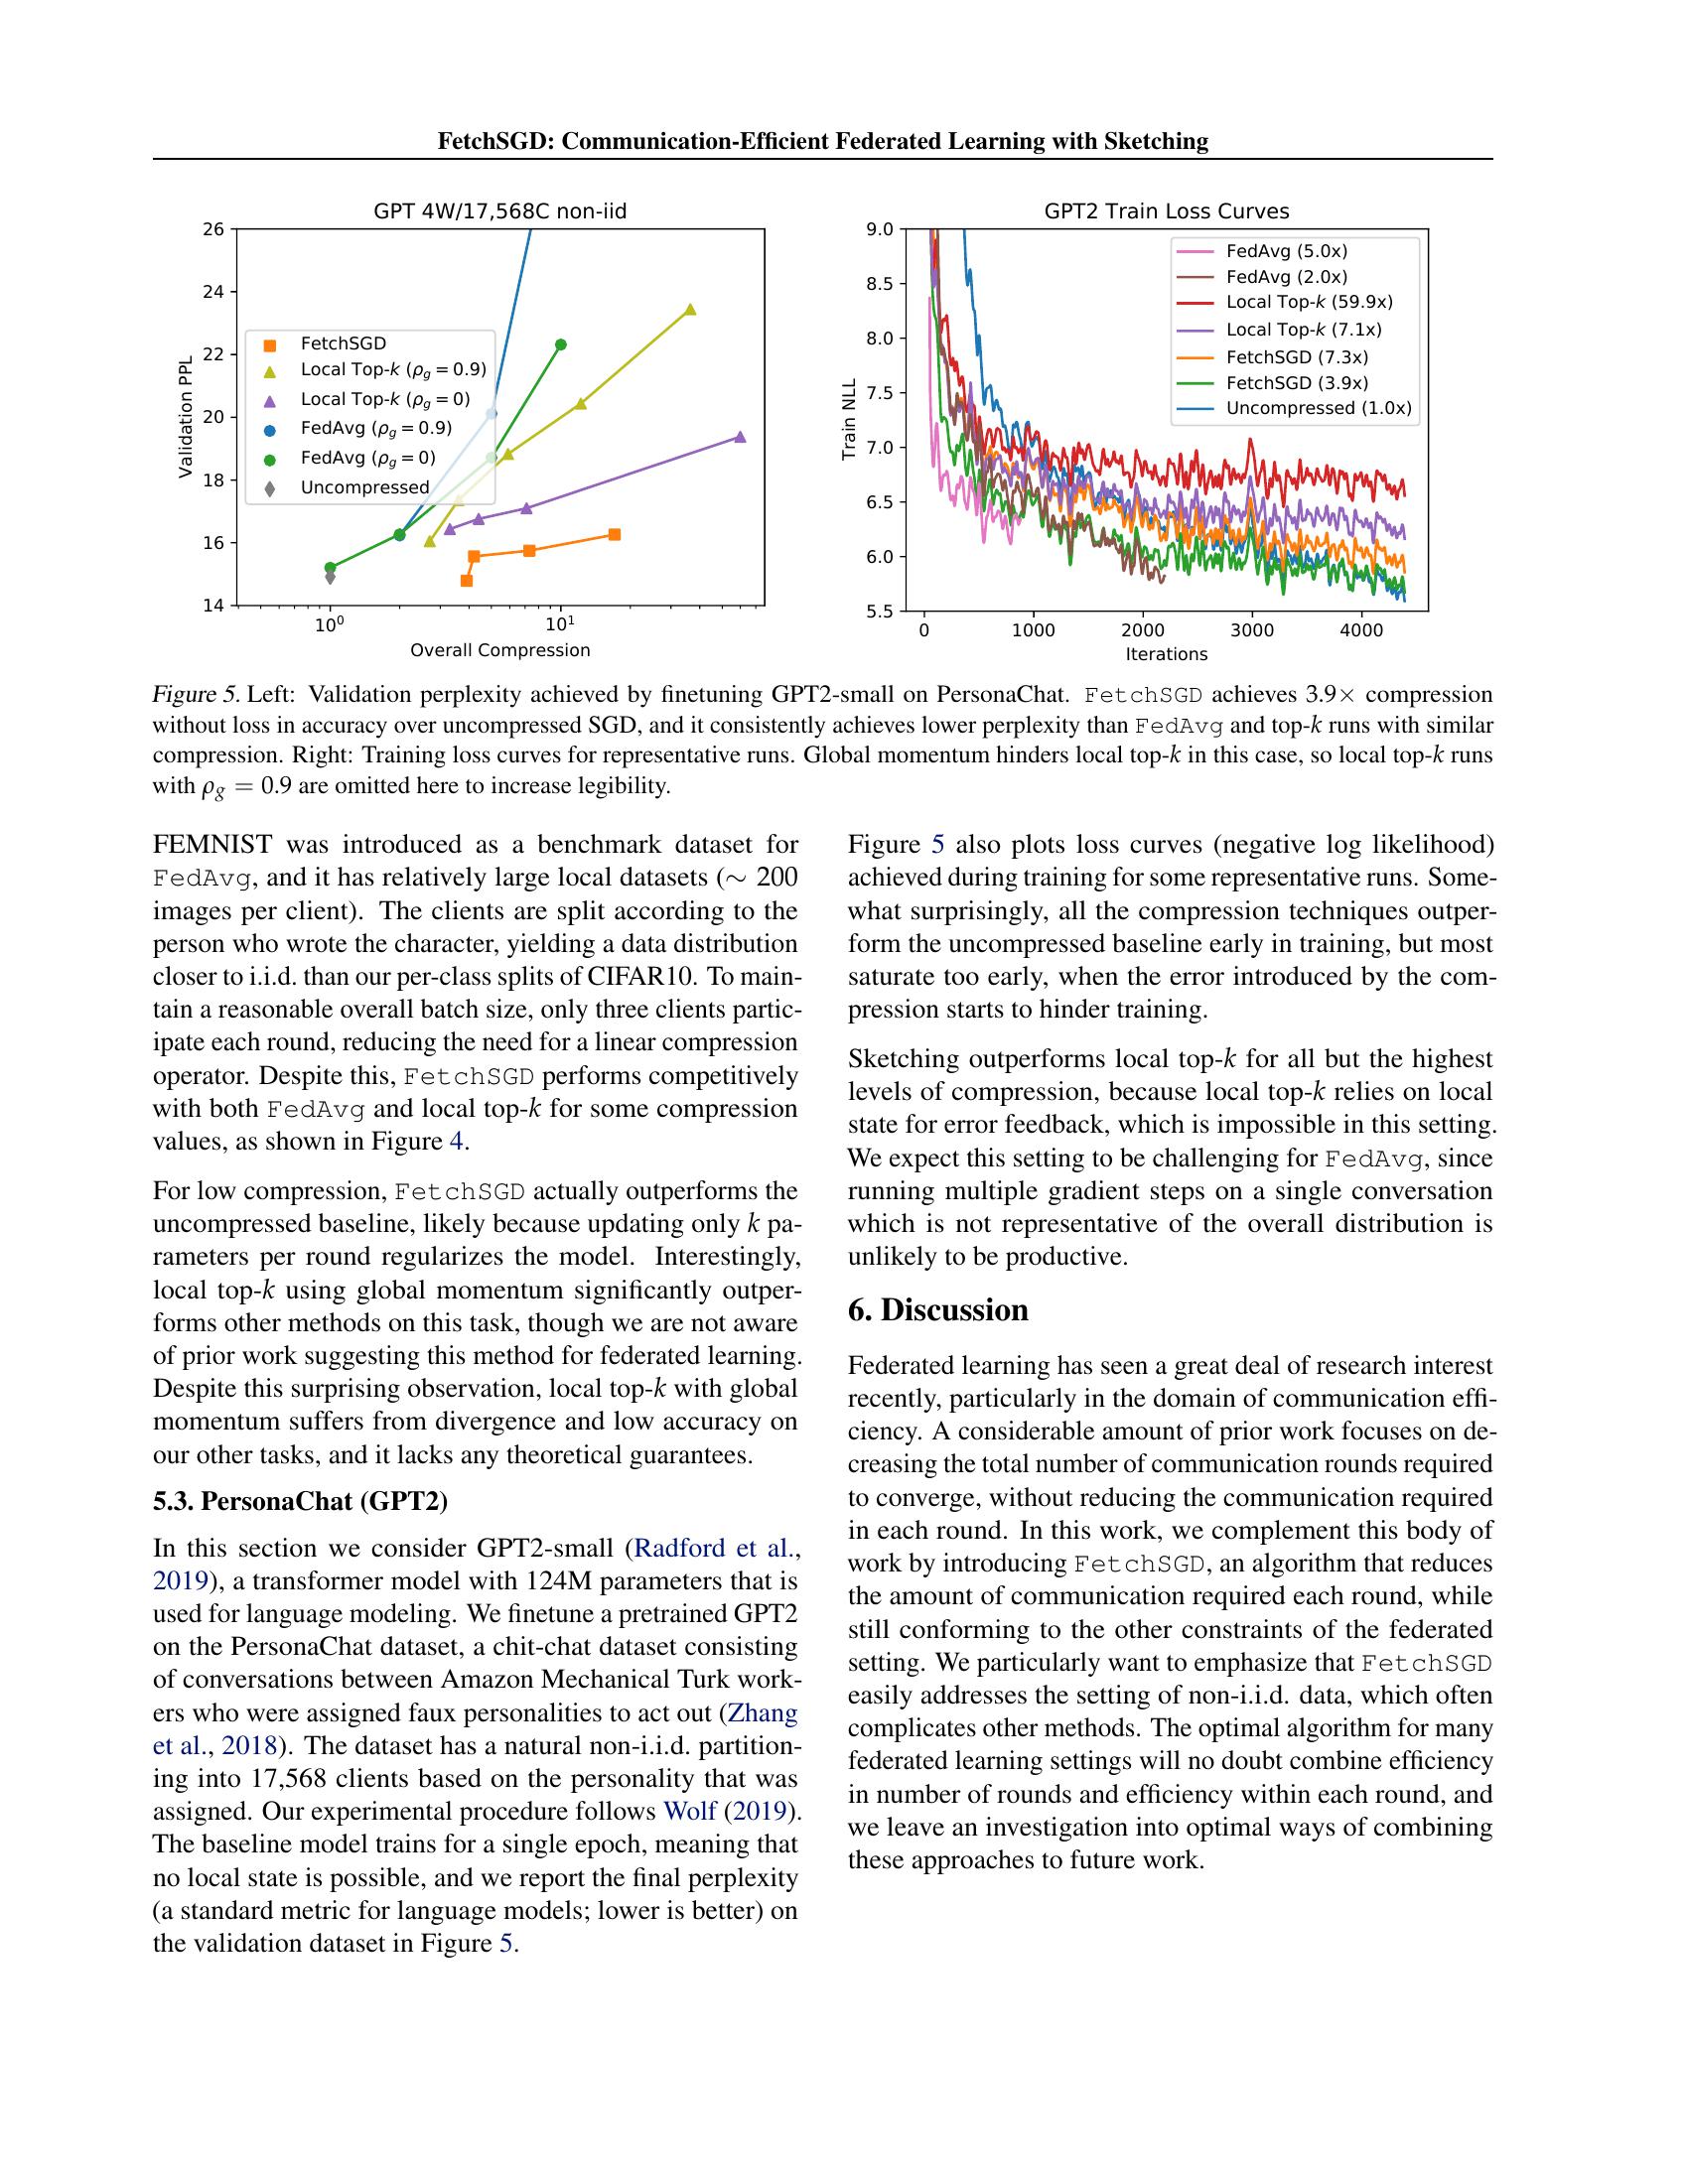 FetchSGD: Communication-Efficient Federated Learning with Sketching
GPT 4W/17,568C non-iid
26
24
22
20
18
16
14
Validation PPL
FetchSGD
Local Top-k (ρg = 0.9)
Local Top-k (ρg = 0)
FedAvg (ρg = 0.9)
FedAvg (ρg = 0)
Uncompressed
10⁰ 10¹
Overall Compression
GPT2 Train Loss Curves
9.0
8.5
8.0
7.5
7.0
6.5
6.0
5.5
Train NLL
FedAvg (5.0x)
FedAvg (2.0x)
Local Top-k (59.9x)
Local Top-k (7.1x)
FetchSGD (7.3x)
FetchSGD (3.9x)
Uncompressed (1.0x)
0 1000 2000 3000 4000
Iterations
Figure 5. Left: Validation perplexity achieved by finetuning GPT2-small on PersonaChat. FetchSGD achieves 3.9× compression
without loss in accuracy over uncompressed SGD, and it consistently achieves lower perplexity than FedAvg and top-k runs with similar
compression. Right: Training loss curves for representative runs. Global momentum hinders local top-k in this case, so local top-k runs
with ρg = 0.9 are omitted here to increase legibility.
FEMNIST was introduced as a benchmark dataset for
FedAvg, and it has relatively large local datasets (∼ 200
images per client). The clients are split according to the
person who wrote the character, yielding a data distribution
closer to i.i.d. than our per-class splits of CIFAR10. To main-
tain a reasonable overall batch size, only three clients partic-
ipate each round, reducing the need for a linear compression
operator. Despite this, FetchSGD performs competitively
with both FedAvg and local top-k for some compression
values, as shown in Figure 4.
For low compression, FetchSGD actually outperforms the
uncompressed baseline, likely because updating only k pa-
rameters per round regularizes the model. Interestingly,
local top-k using global momentum significantly outper-
forms other methods on this task, though we are not aware
of prior work suggesting this method for federated learning.
Despite this surprising observation, local top-k with global
momentum suffers from divergence and low accuracy on
our other tasks, and it lacks any theoretical guarantees.
5.3. PersonaChat (GPT2)
In this section we consider GPT2-small (Radford et al.,
2019), a transformer model with 124M parameters that is
used for language modeling. We finetune a pretrained GPT2
on the PersonaChat dataset, a chit-chat dataset consisting
of conversations between Amazon Mechanical Turk work-
ers who were assigned faux personalities to act out (Zhang
et al., 2018). The dataset has a natural non-i.i.d. partition-
ing into 17,568 clients based on the personality that was
assigned. Our experimental procedure follows Wolf (2019).
The baseline model trains for a single epoch, meaning that
no local state is possible, and we report the final perplexity
(a standard metric for language models; lower is better) on
the validation dataset in Figure 5.
Figure 5 also plots loss curves (negative log likelihood)
achieved during training for some representative runs. Some-
what surprisingly, all the compression techniques outper-
form the uncompressed baseline early in training, but most
saturate too early, when the error introduced by the com-
pression starts to hinder training.
Sketching outperforms local top-k for all but the highest
levels of compression, because local top-k relies on local
state for error feedback, which is impossible in this setting.
We expect this setting to be challenging for FedAvg, since
running multiple gradient steps on a single conversation
which is not representative of the overall distribution is
unlikely to be productive.
6. Discussion
Federated learning has seen a great deal of research interest
recently, particularly in the domain of communication effi-
ciency. A considerable amount of prior work focuses on de-
creasing the total number of communication rounds required
to converge, without reducing the communication required
in each round. In this work, we complement this body of
work by introducing FetchSGD, an algorithm that reduces
the amount of communication required each round, while
still conforming to the other constraints of the federated
setting. We particularly want to emphasize that FetchSGD
easily addresses the setting of non-i.i.d. data, which often
complicates other methods. The optimal algorithm for many
federated learning settings will no doubt combine efficiency
in number of rounds and efficiency within each round, and
we leave an investigation into optimal ways of combining
these approaches to future work.